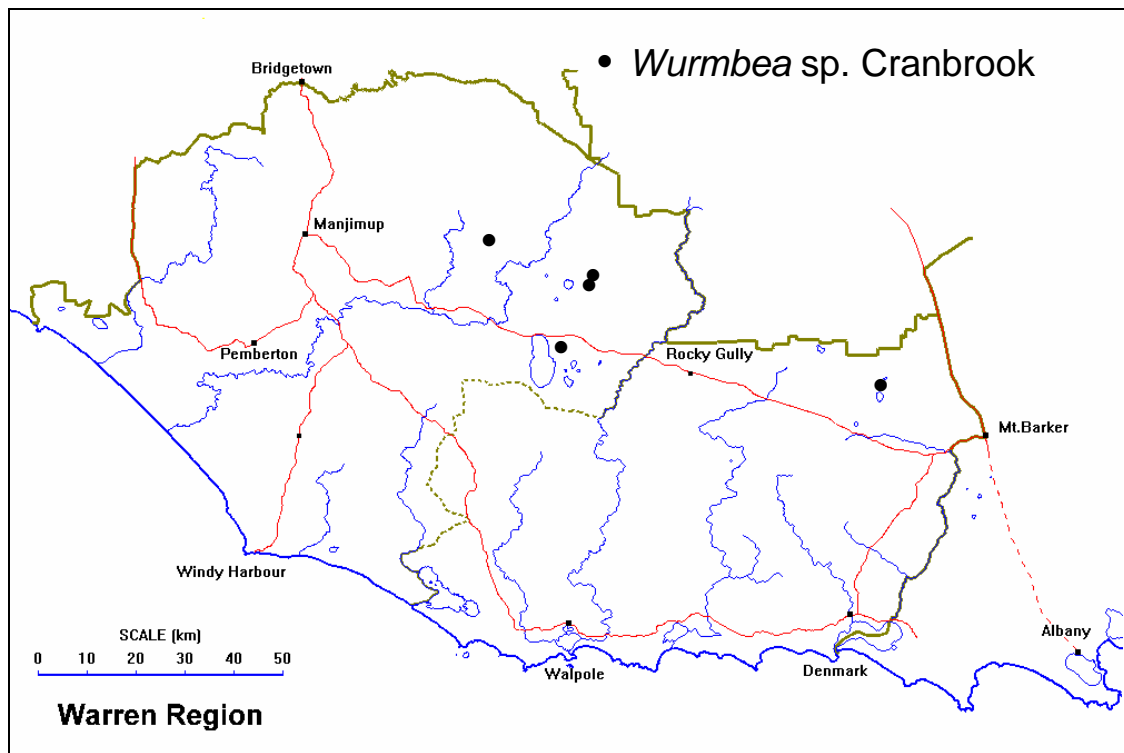 Wurmbea sp. Cranbrook
Bridgetown
Manjimup
Pemberton
Rocky Gully
Mt.Barker
Windy Harbour
SCALE (km)
0 10 20 30 40 50
Walpole
Denmark
Albany
Warren Region